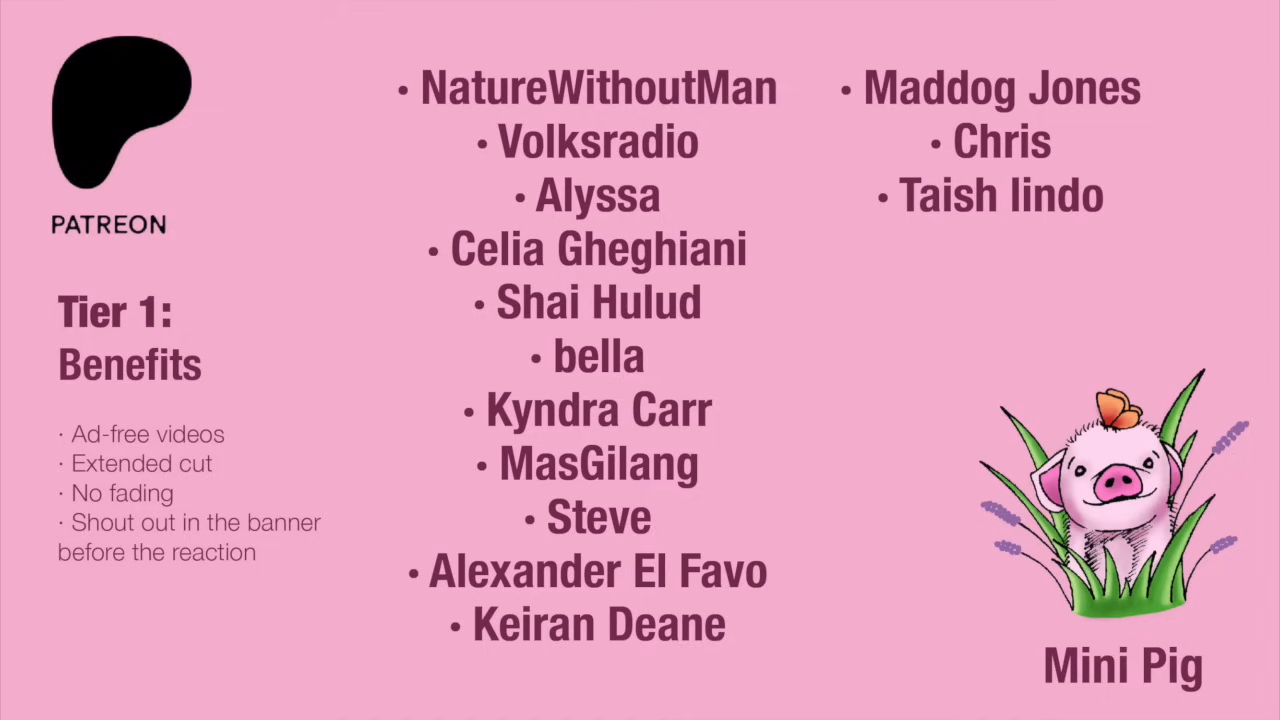 PATREON
Tier 1:
Benefits
· Ad-free videos
· Extended cut
· No fading
· Shout out in the banner
before the reaction
• NatureWithoutMan
• Volksradio
• Alyssa
• Celia Gheghiani
• Shai Hulud
• bella
• Kyndra Carr
• MasGilang
• Steve
• Alexander El Favo
• Keiran Deane
• Maddog Jones
• Chris
• Taish lindo
Mini Pig